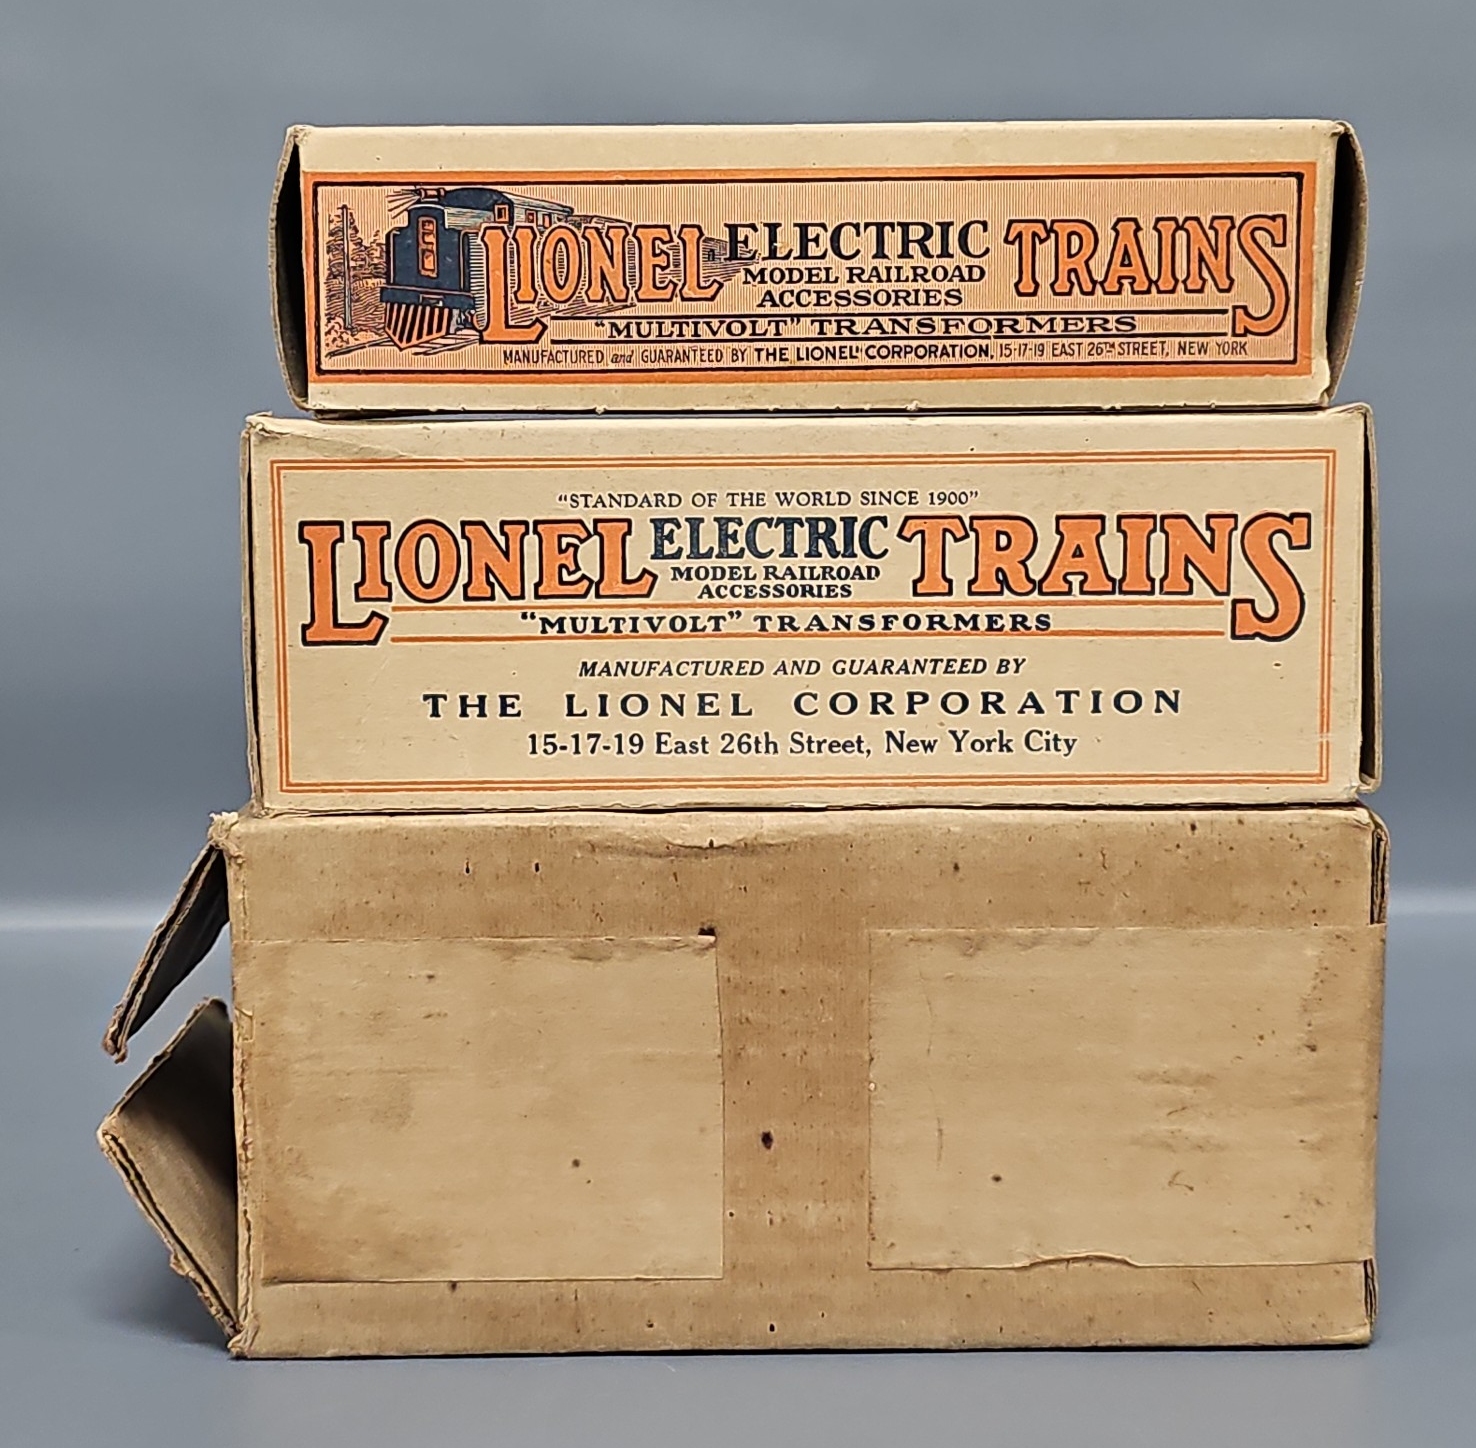 LIONEL ELECTRIC TRAINS
MODEL RAILROAD
ACCESSORIES
"MULTIVOLT" TRANSFORMERS
MANUFACTURED and GUARANTEED BY THE LIONEL CORPORATION, 15-17-19 EAST 26TH STREET, NEW YORK
"STANDARD OF THE WORLD SINCE 1900"
LIONEL ELECTRIC TRAINS
MODEL RAILROAD
ACCESSORIES
"MULTIVOLT" TRANSFORMERS
MANUFACTURED AND GUARANTEED BY
THE LIONEL CORPORATION
15-17-19 East 26th Street, New York City